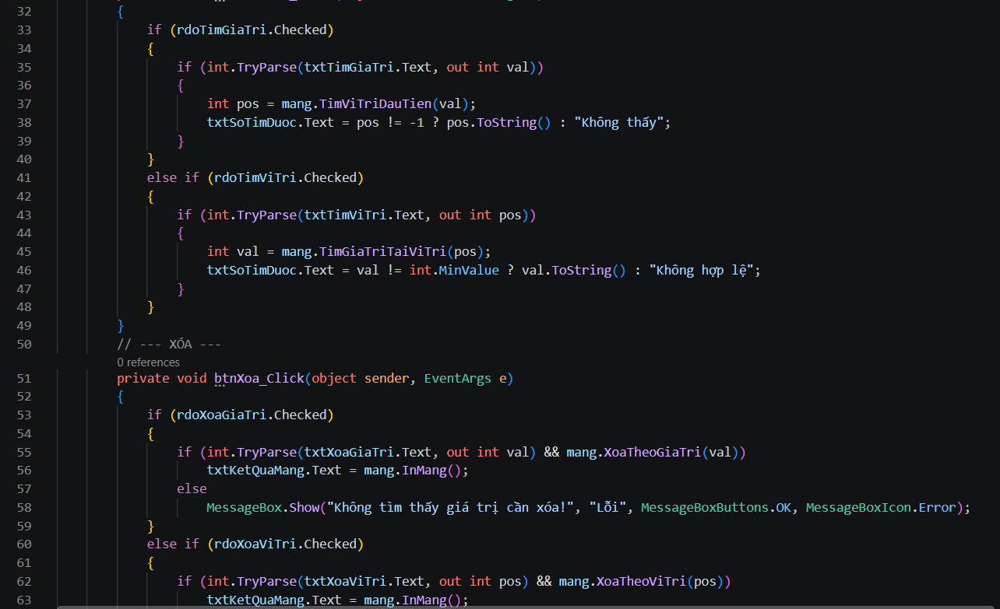 32 {
33 if (rdoTimGiaTri.Checked)
34 {
35 if (int.TryParse(txtTimGiaTri.Text, out int val))
36 {
37 int pos = mang.TimViTriDauTien(val);
38 txtSoTimDuoc.Text = pos != -1 ? pos.ToString() : "Không thấy";
39 }
40 }
41 else if (rdoTimViTri.Checked)
42 {
43 if (int.TryParse(txtTimViTri.Text, out int pos))
44 {
45 int val = mang.TimGiaTriTaiViTri(pos);
46 txtSoTimDuoc.Text = val != int.MinValue ? val.ToString() : "Không hợp lệ";
47 }
48 }
49 }
50 // --- XÓA ---
0 references
51 private void btnXoa_Click(object sender, EventArgs e)
52 {
53 if (rdoXoaGiaTri.Checked)
54 {
55 if (int.TryParse(txtXoaGiaTri.Text, out int val) && mang.XoaTheoGiaTri(val))
56 txtKetQuaMang.Text = mang.InMang();
57 else
58 MessageBox.Show("Không tìm thấy giá trị cần xóa!", "Lỗi", MessageBoxButtons.OK, MessageBoxIcon.Error);
59 }
60 else if (rdoXoaViTri.Checked)
61 {
62 if (int.TryParse(txtXoaViTri.Text, out int pos) && mang.XoaTheoViTri(pos))
63 txtKetQuaMang.Text = mang.InMang();